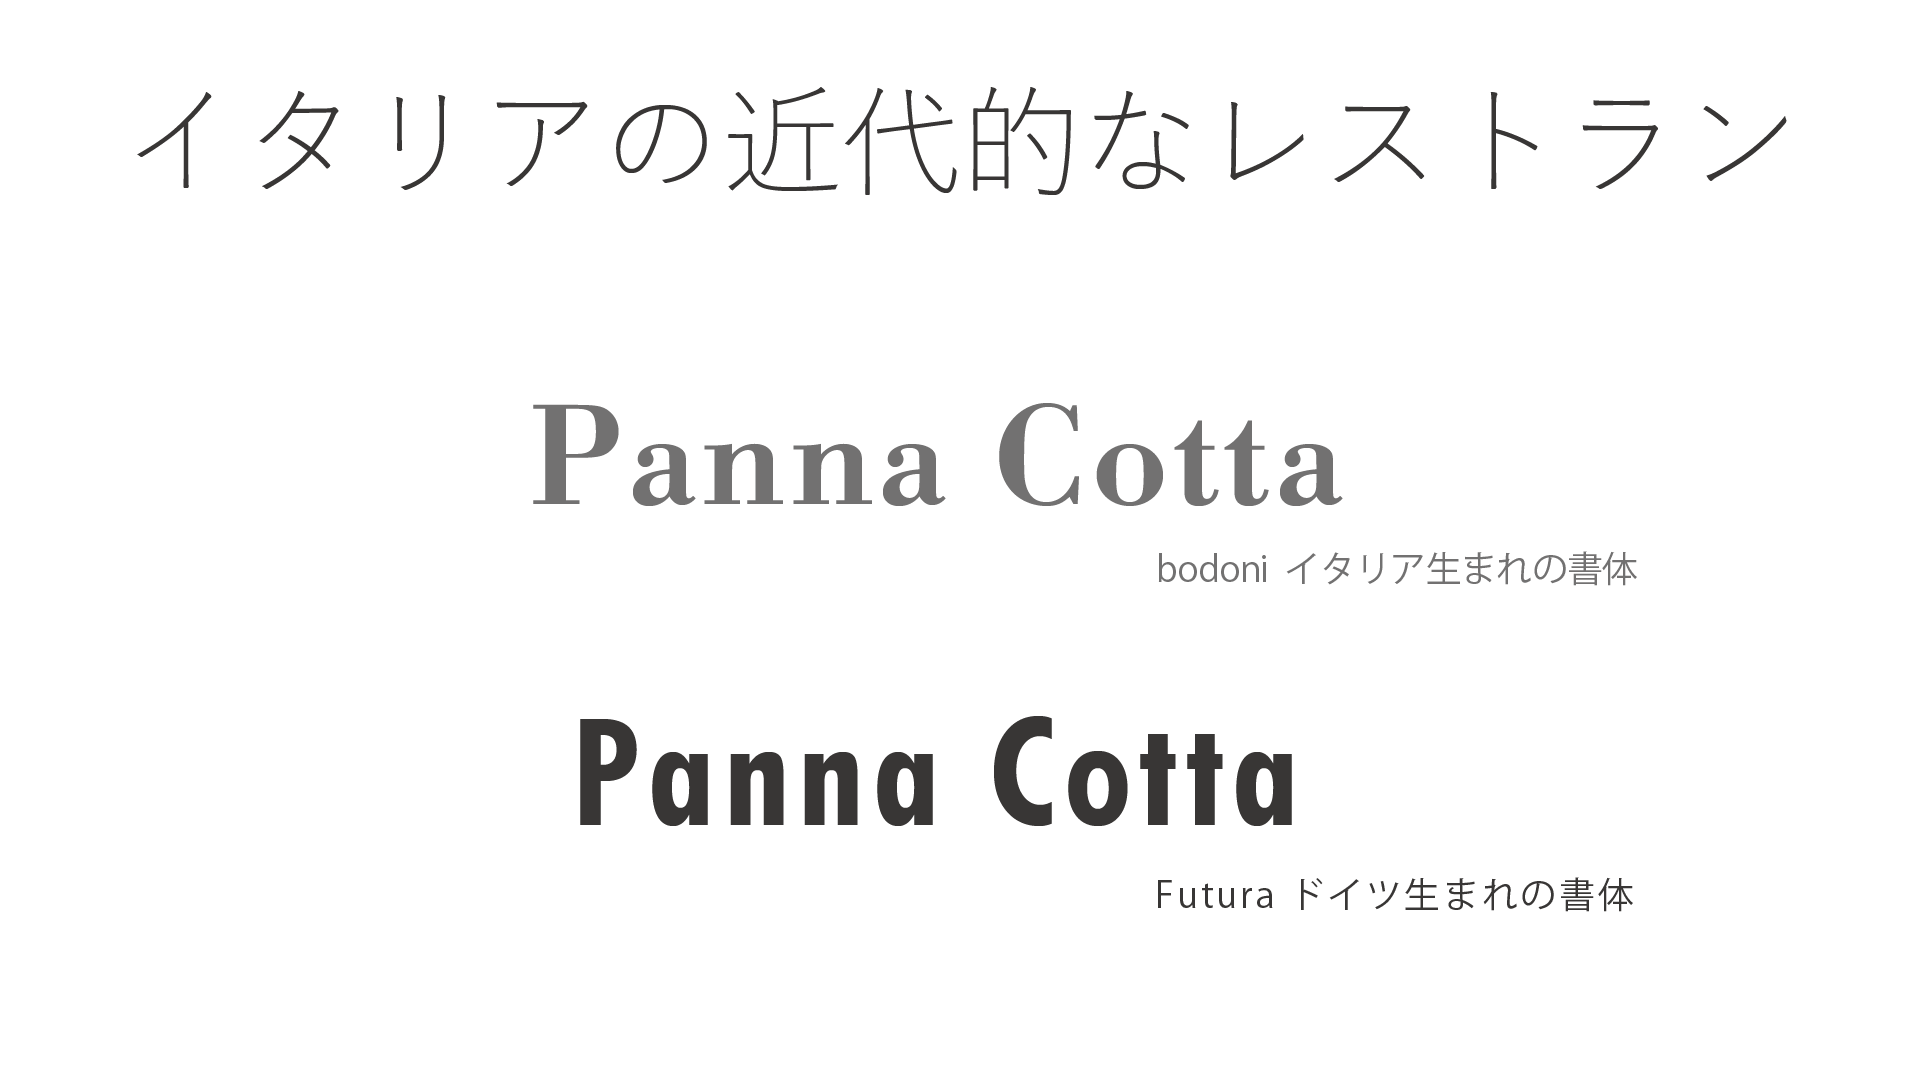 イタリアの近代的なレストラン
Panna Cotta
bodoni イタリア生まれの書体
Panna Cotta
Futura ドイツ生まれの書体